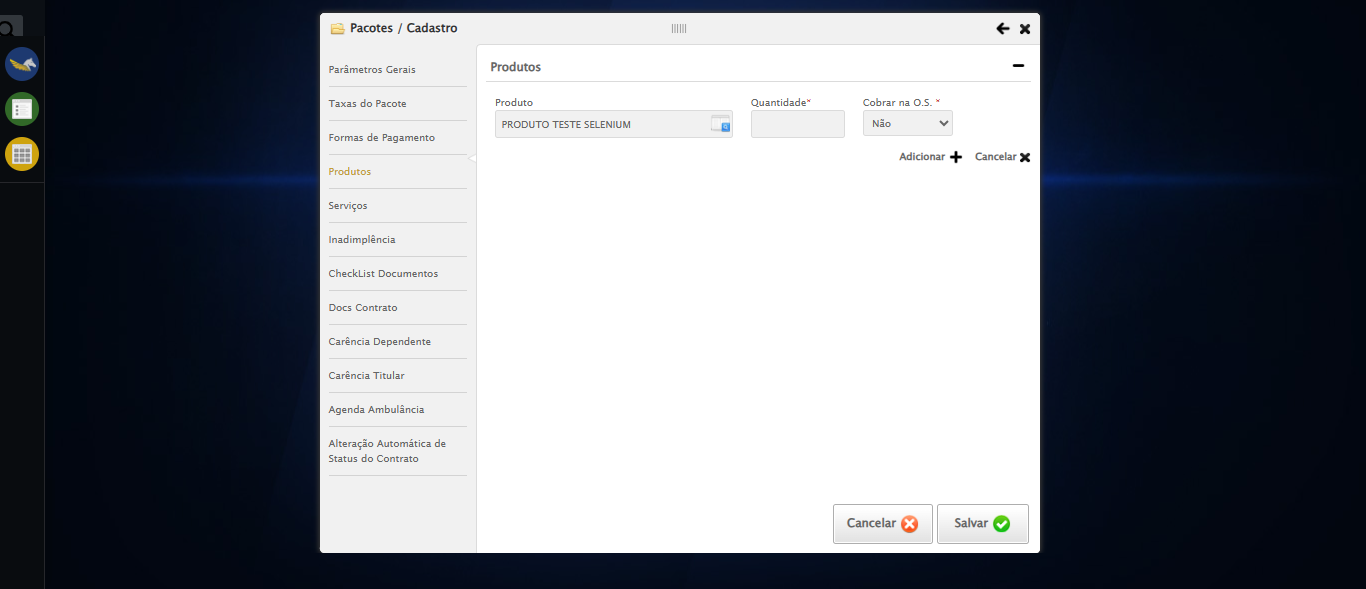 Pacotes / Cadastro
Parâmetros Gerais
Taxas do Pacote
Formas de Pagamento
Produtos
Serviços
Inadimplência
CheckList Documentos
Docs Contrato
Carência Dependente
Carência Titular
Agenda Ambulância
Alteração Automática de
Status do Contrato
Produtos
Produto
Quantidade*
Cobrar na O.S. *
PRODUTO TESTE SELENIUM
Não
Adicionar
Cancelar
Cancelar
Salvar